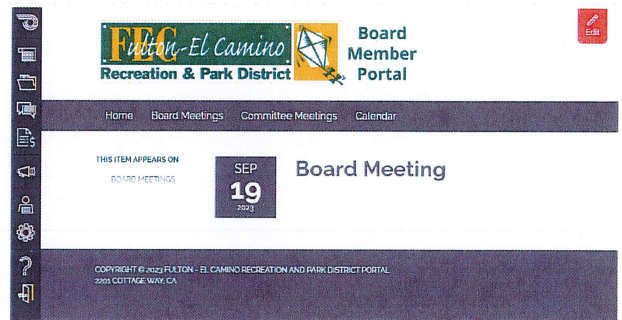 Fulton-El Camino
FEC
Recreation & Park District
Board
Member
Portal
Edit
Home Board Meetings Committee Meetings Calendar
THIS ITEM APPEARS ON
BOARD MEETINGS
SEP
19
2023
Board Meeting
COPYRIGHT © 2023 FULTON - EL CAMINO RECREATION AND PARK DISTRICT PORTAL
2201 COTTAGE WAY, CA